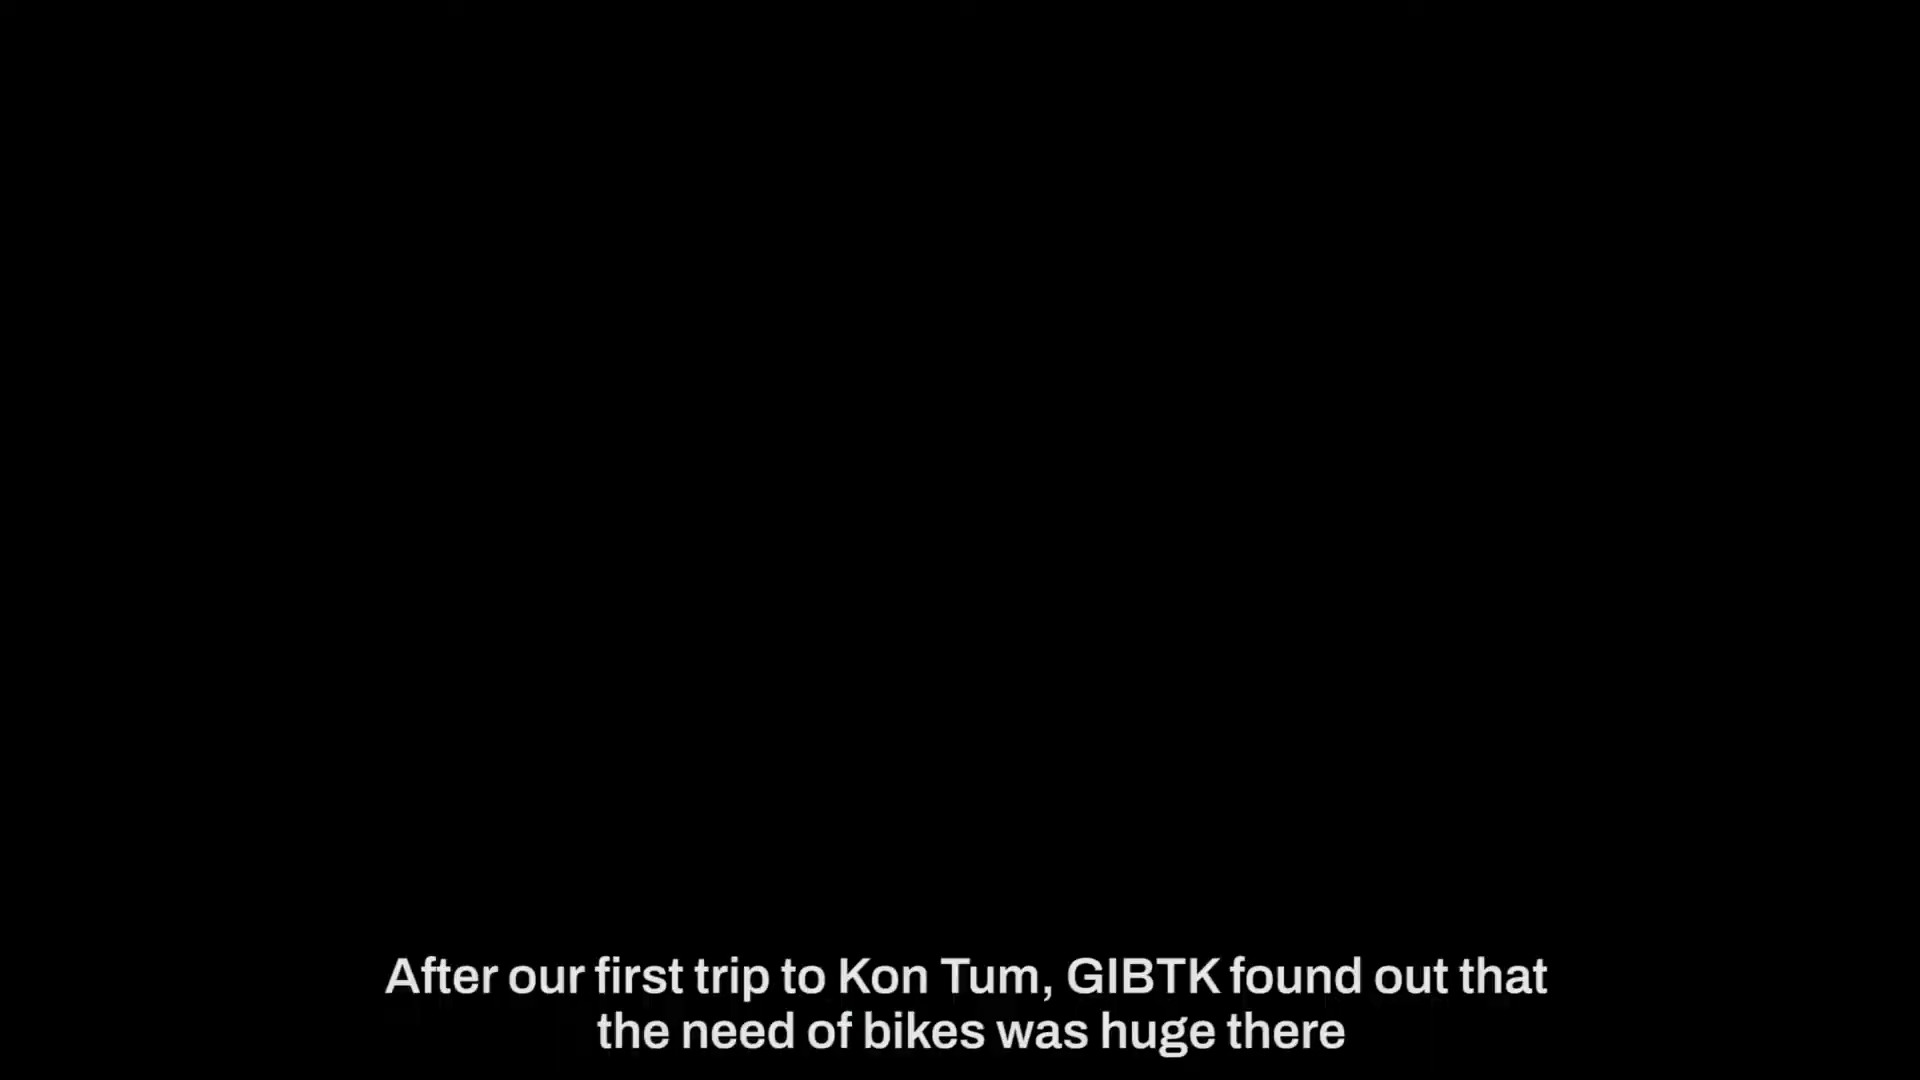 After our first trip to Kon Tum, GIBTK found out that
the need of bikes was huge there